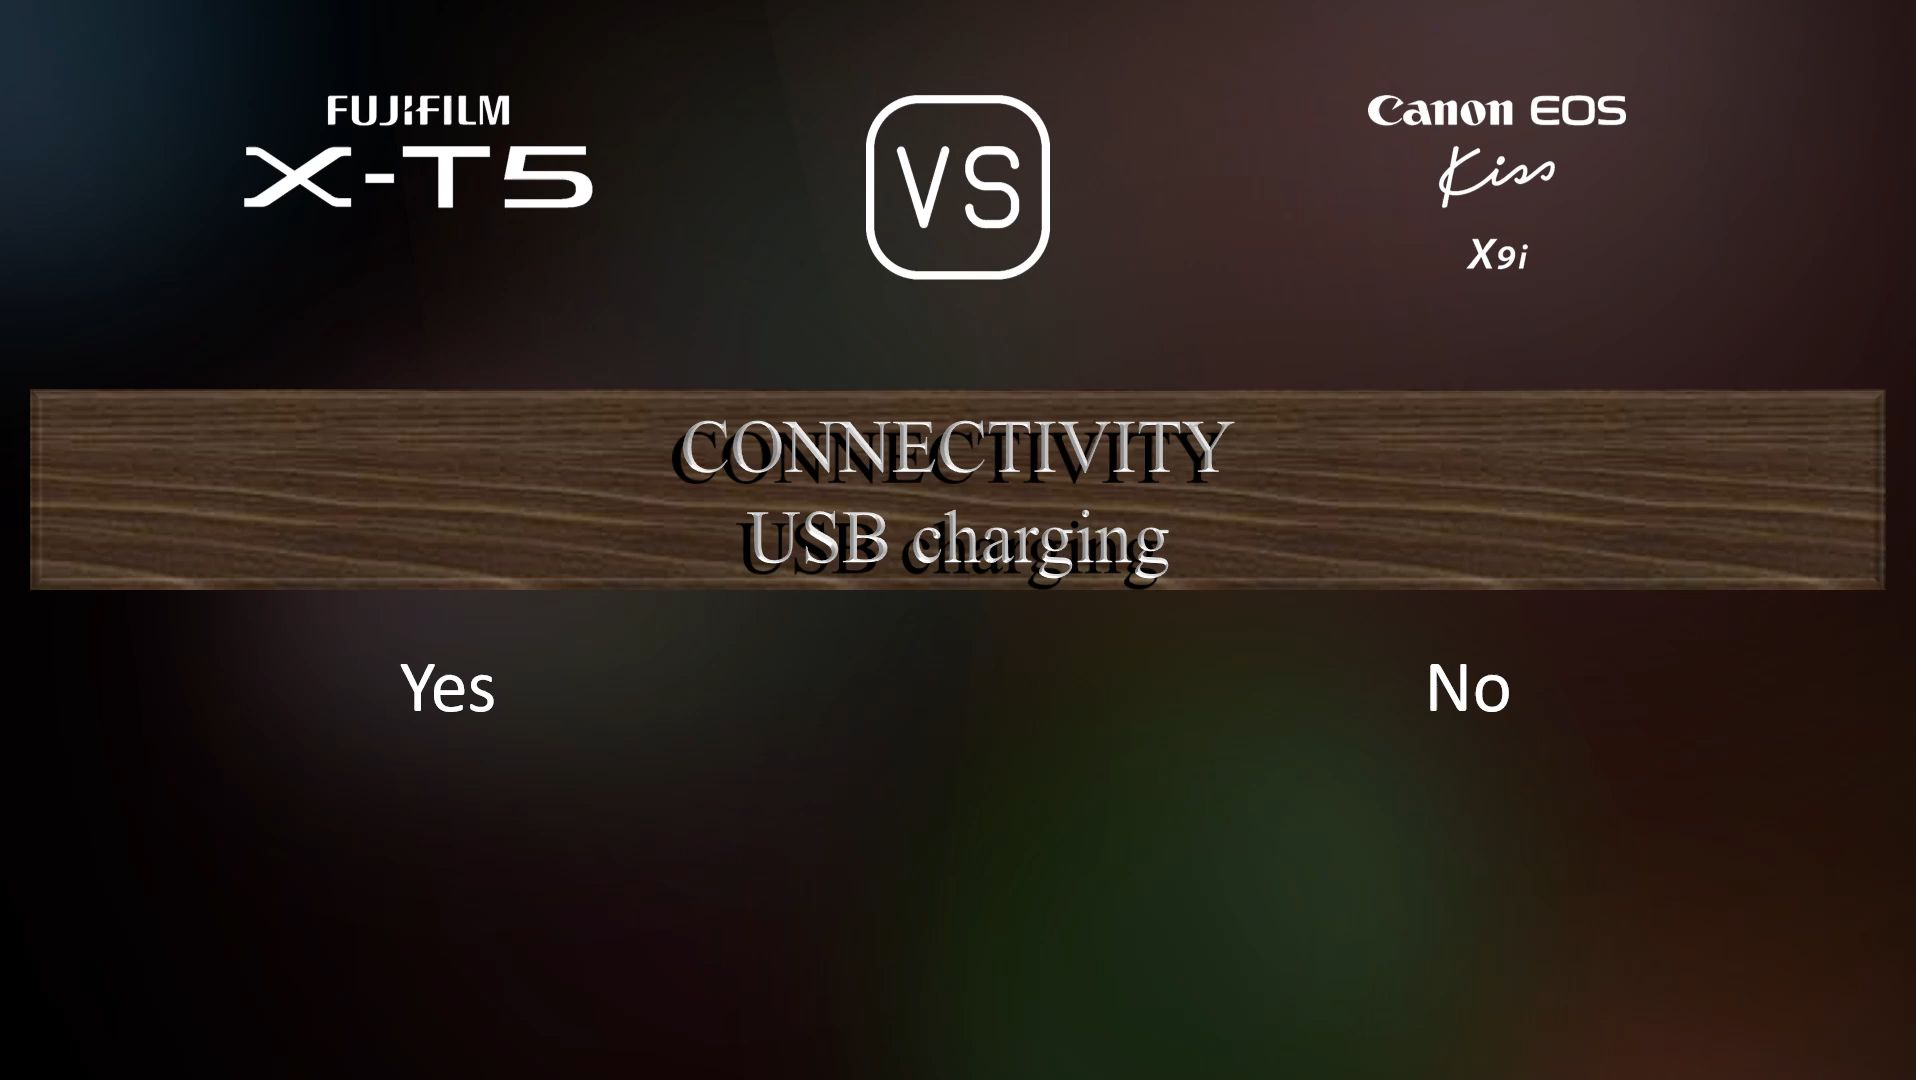 FUJIFILM
X-T5
VS
Canon EOS
Kiss
X9i
CONNECTIVITY
USB charging
Yes
No